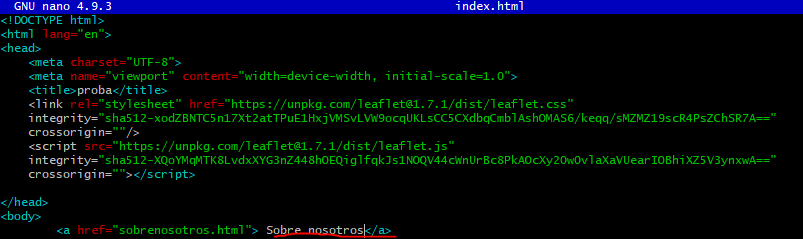 GNU nano 4.9.3 index.html
<!DOCTYPE html>
<html lang="en">
<head>
<meta charset="UTF-8">
<meta name="viewport" content="width=device-width, initial-scale=1.0">
<title>proba</title>
<link rel="stylesheet" href="https://unpkg.com/leaflet@1.7.1/dist/leaflet.css"
integrity="sha512-xodZBNTC5n17Xt2atTPuE1HxjVMSvLVW9ocqUKLsCC5CXdbqCmblAshOMAS6/keqq/sMZMZ19scR4PsZChSR7A=="
crossorigin=""/>
<script src="https://unpkg.com/leaflet@1.7.1/dist/leaflet.js"
integrity="sha512-XQoYMqMTK8LvdxXYG3nZ448hOEQiglfqkJs1NOQV44cWnUrBc8PkAOcXy20w0vlaXaVUearIOBhiXZ5V3ynxwA=="
crossorigin=""></script>
</head>
<body>
<a href="sobrenosotros.html"> Sobre nosotros</a>